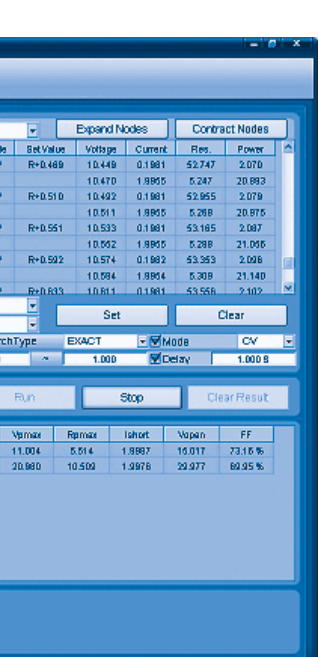 Expand Nodes Contract Nodes
Set Value Voltage Current Res. Power
R+0.469 10.449 0.1981 52.747 2.070
10.470 1.9955 5.247 20.893
R+0.510 10.492 0.1981 52.955 2.079
10.511 1.9955 5.268 20.975
R+0.551 10.533 0.1981 53.165 2.087
10.552 1.9955 5.288 21.056
R+0.592 10.574 0.1982 53.353 2.096
10.594 1.9954 5.309 21.140
R+0.633 10.611 0.1981 53.556 2.102
Set Clear
Type EXACT Mode CV
~ 1.000 Delay 1.000 S
Run Stop Clear Result
Vpmax Rpmax Ishort Vopen FF
11.004 5.514 1.9987 15.017 73.15 %
20.980 10.509 1.9976 29.977 69.95 %